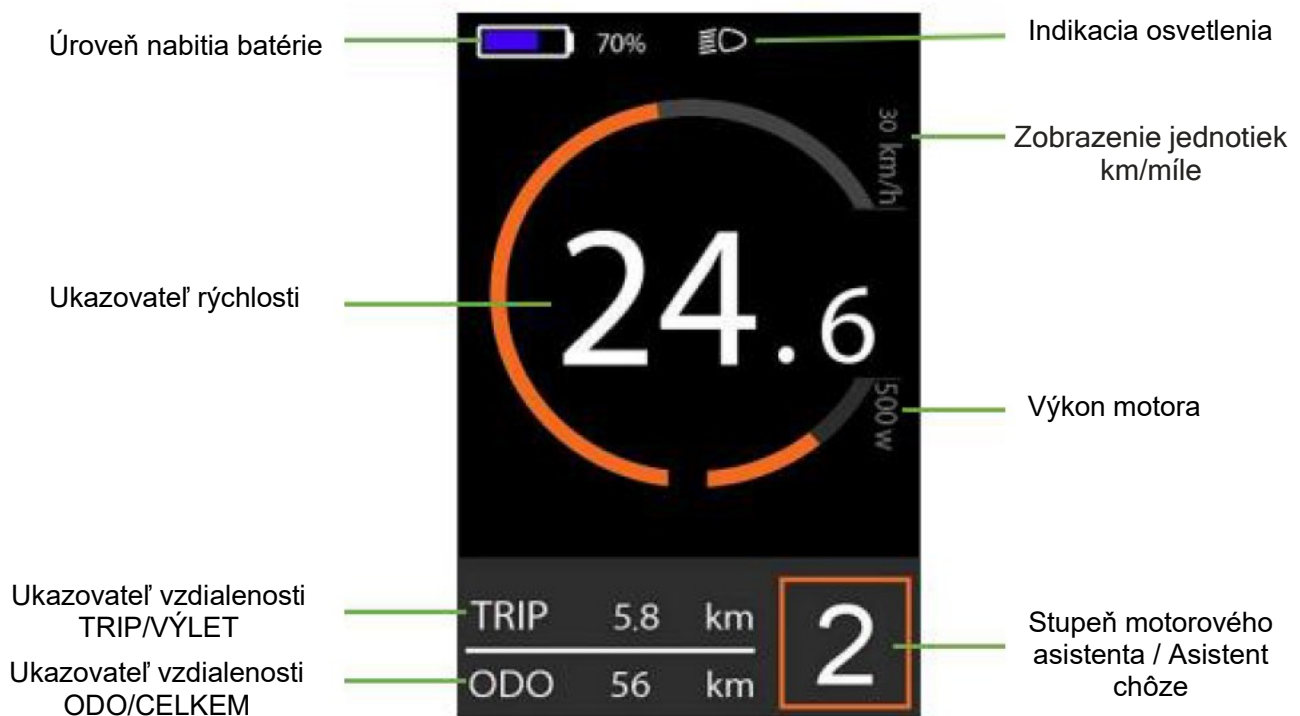 Úroveň nabitia batérie
70%
Indikacia osvetlenia
30 km/h
Zobrazenie jednotiek
km/míle
Ukazovateľ rýchlosti
24.6
500 w
Výkon motora
Ukazovateľ vzdialenosti
TRIP/VÝLET
TRIP 5.8 km
Ukazovateľ vzdialenosti
ODO/CELKEM
ODO 56 km
2
Stupeň motorového
asistenta / Asistent
chôze